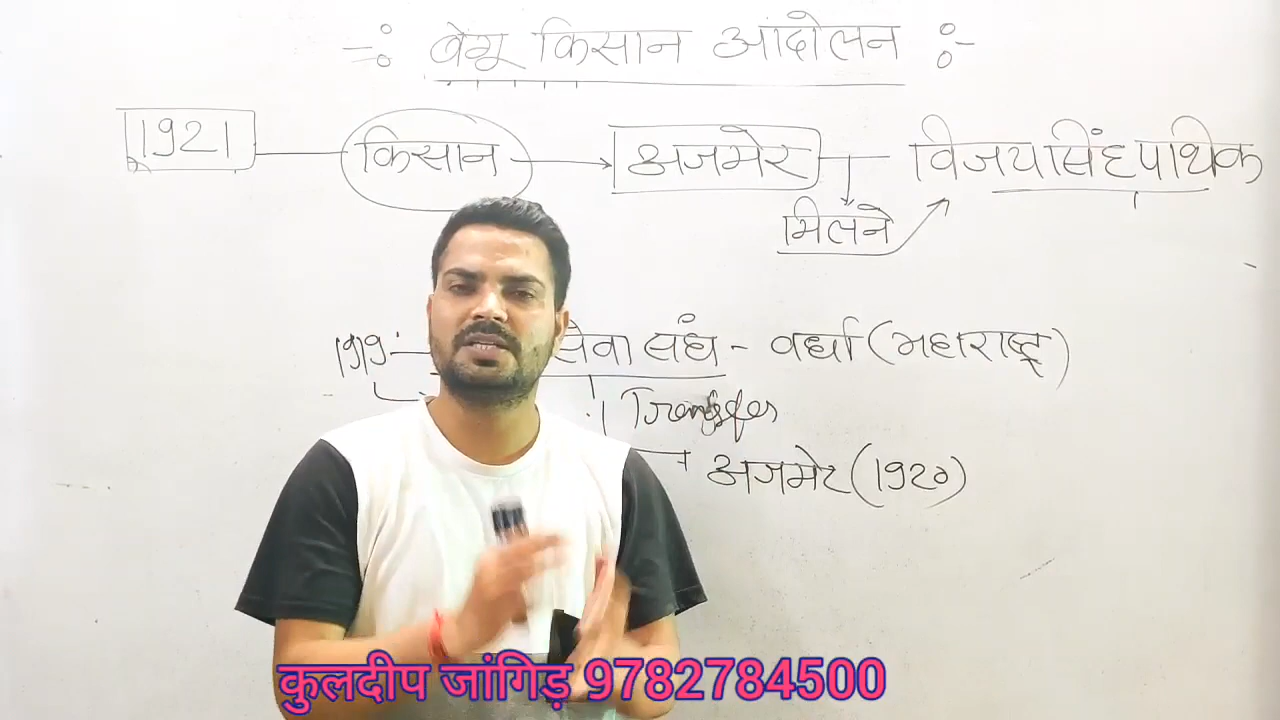 -: बेगू किसान आंदोलन :-
1921 किसान अजमेर विजयसिंह पथिक
मिलने
1919 सेवा संघ - वर्धा (महाराष्ट्र)
Transfer
अजमेर (1920)
कुलदीप जांगिड़ 9782784500